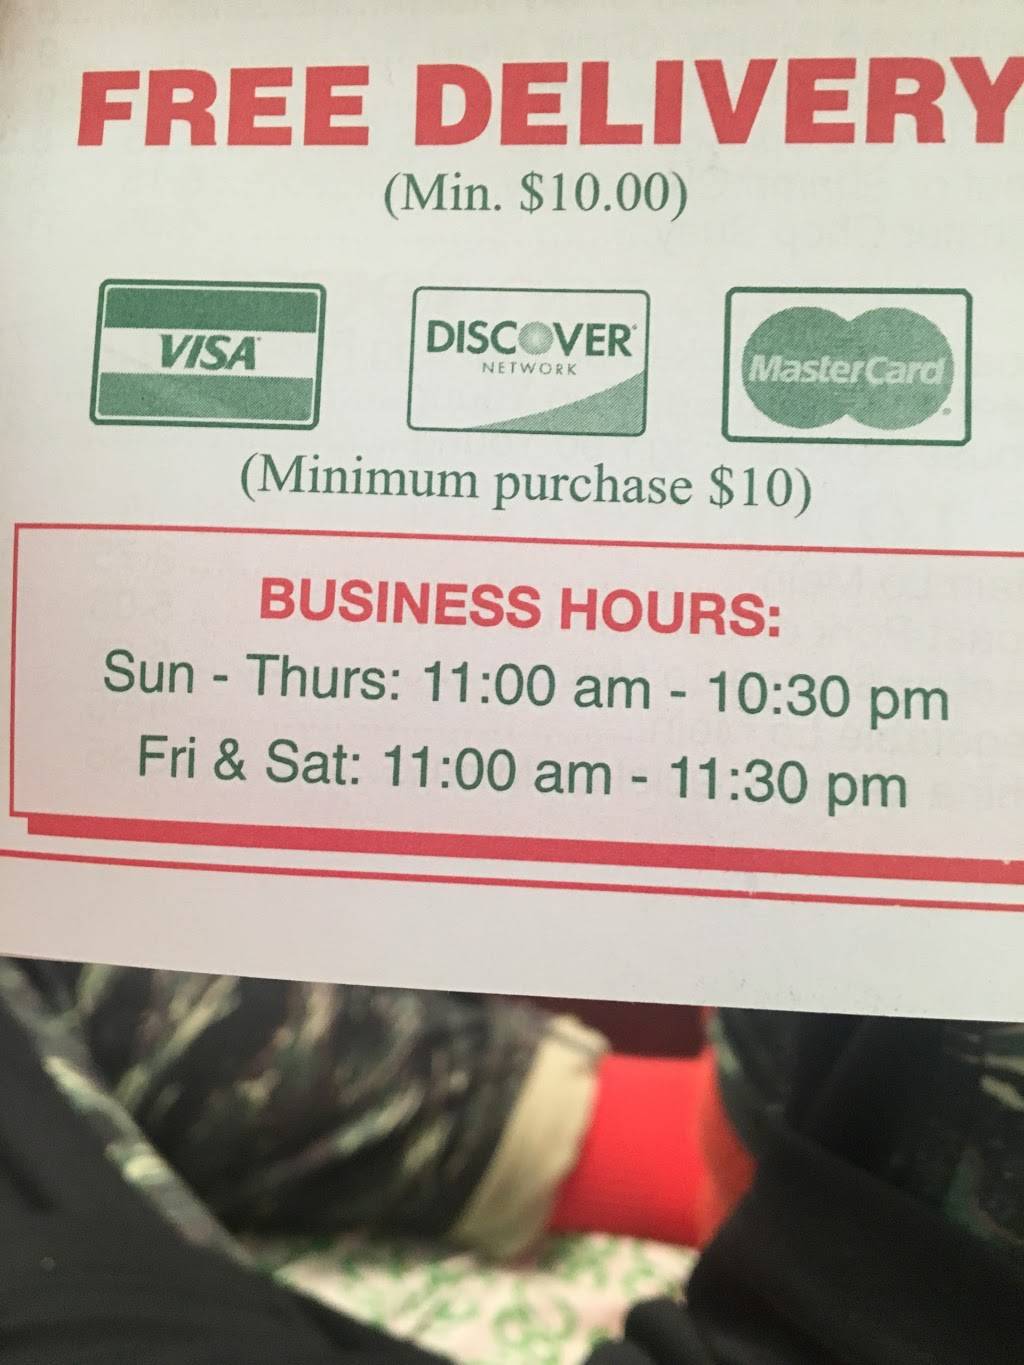 FREE DELIVERY
(Min. $10.00)
VISA
DISCOVER
NETWORK
MasterCard
(Minimum purchase $10)
BUSINESS HOURS:
Sun - Thurs: 11:00 am - 10:30 pm
Fri & Sat: 11:00 am - 11:30 pm